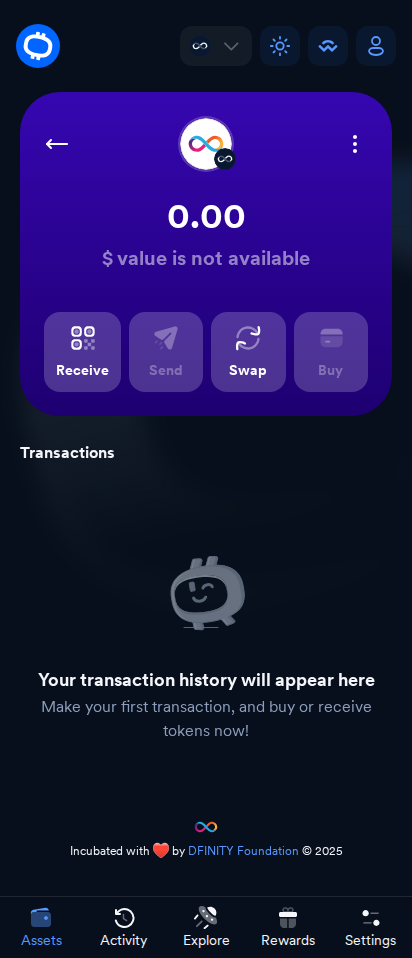 0.00
$ value is not available
Receive
Send
Swap
Buy
Transactions
Your transaction history will appear here
Make your first transaction, and buy or receive
tokens now!
Incubated with ❤️ by DFINITY Foundation © 2025
Assets
Activity
Explore
Rewards
Settings